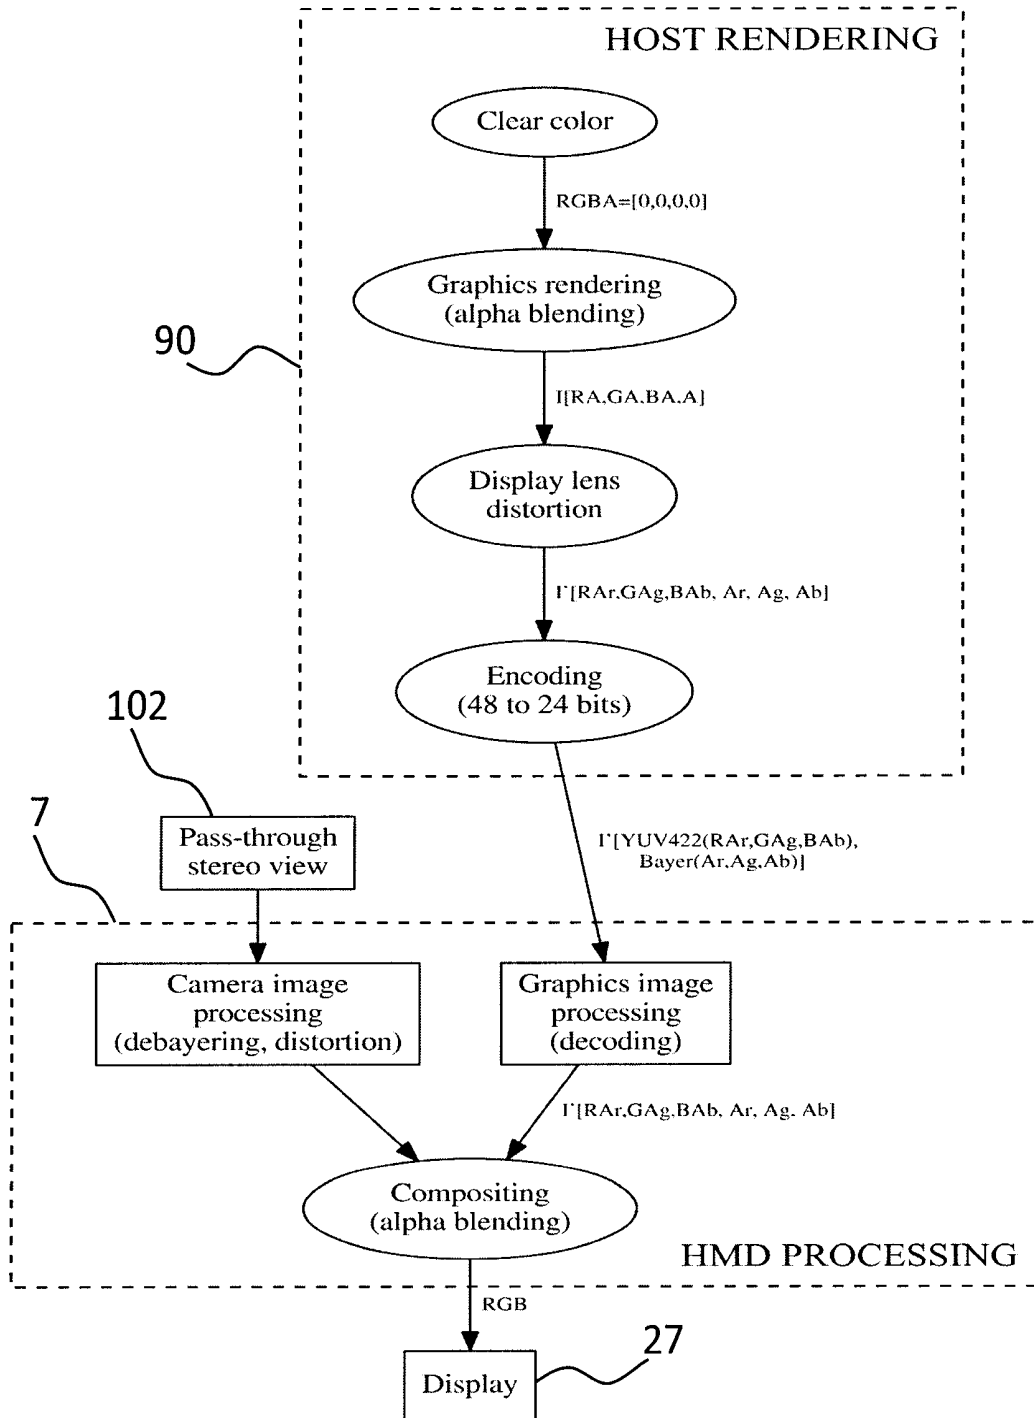 HOST RENDERING
Clear color
RGBA=[0,0,0,0]
Graphics rendering
(alpha blending)
90
I[RA,GA,BA,A]
Display lens
distortion
I'[RAr,GAg,BAb, Ar, Ag, Ab]
Encoding
(48 to 24 bits)
102
7
Pass-through
stereo view
I'[YUV422(RAr,GAg,BAb),
Bayer(Ar,Ag,Ab)]
Camera image
processing
(debayering, distortion)
Graphics image
processing
(decoding)
I'[RAr,GAg,BAb, Ar, Ag, Ab]
Compositing
(alpha blending)
HMD PROCESSING
RGB
27
Display